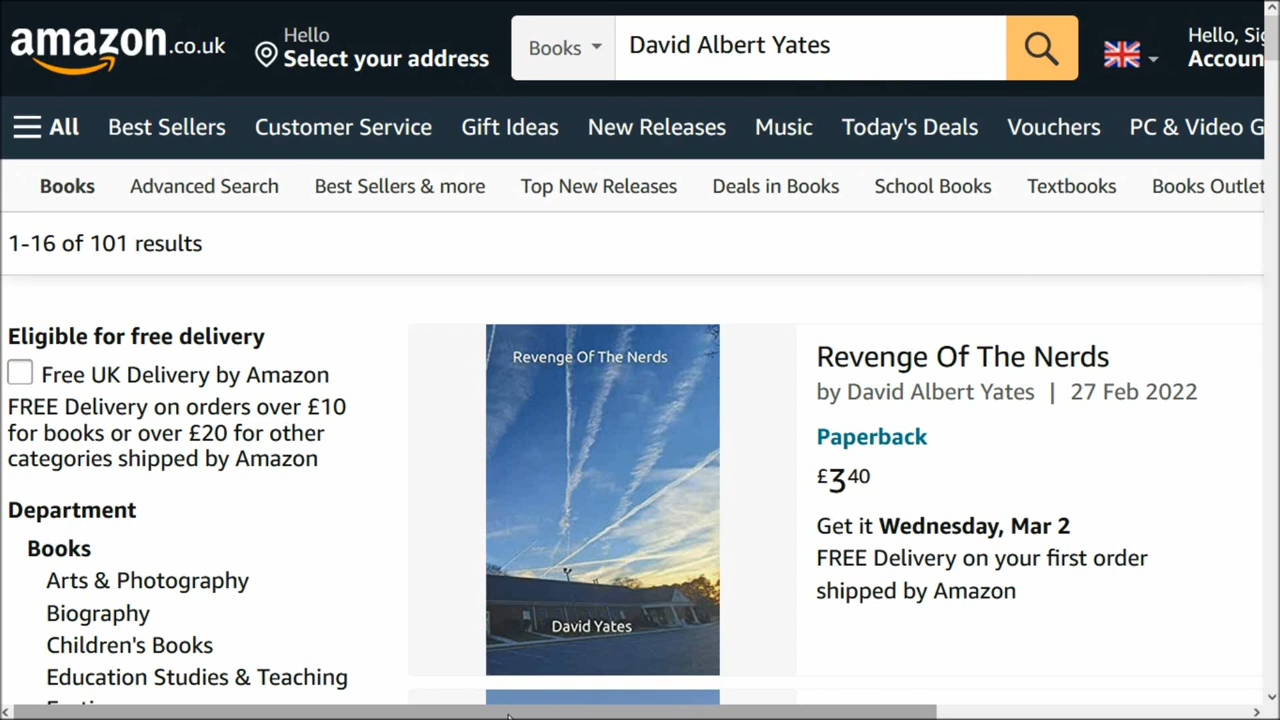 amazon.co.uk
Hello
Select your address
Books
David Albert Yates
Hello,
Accoun
All
Best Sellers
Customer Service
Gift Ideas
New Releases
Music
Today's Deals
Vouchers
PC & Video G
Books
Advanced Search
Best Sellers & more
Top New Releases
Deals in Books
School Books
Textbooks
Books Outlet
1-16 of 101 results
Eligible for free delivery
Free UK Delivery by Amazon
FREE Delivery on orders over £10
for books or over £20 for other
categories shipped by Amazon
Department
Books
Arts & Photography
Biography
Children's Books
Education Studies & Teaching
Revenge Of The Nerds
David Yates
Revenge Of The Nerds
by David Albert Yates | 27 Feb 2022
Paperback
£3 40
Get it Wednesday, Mar 2
FREE Delivery on your first order
shipped by Amazon